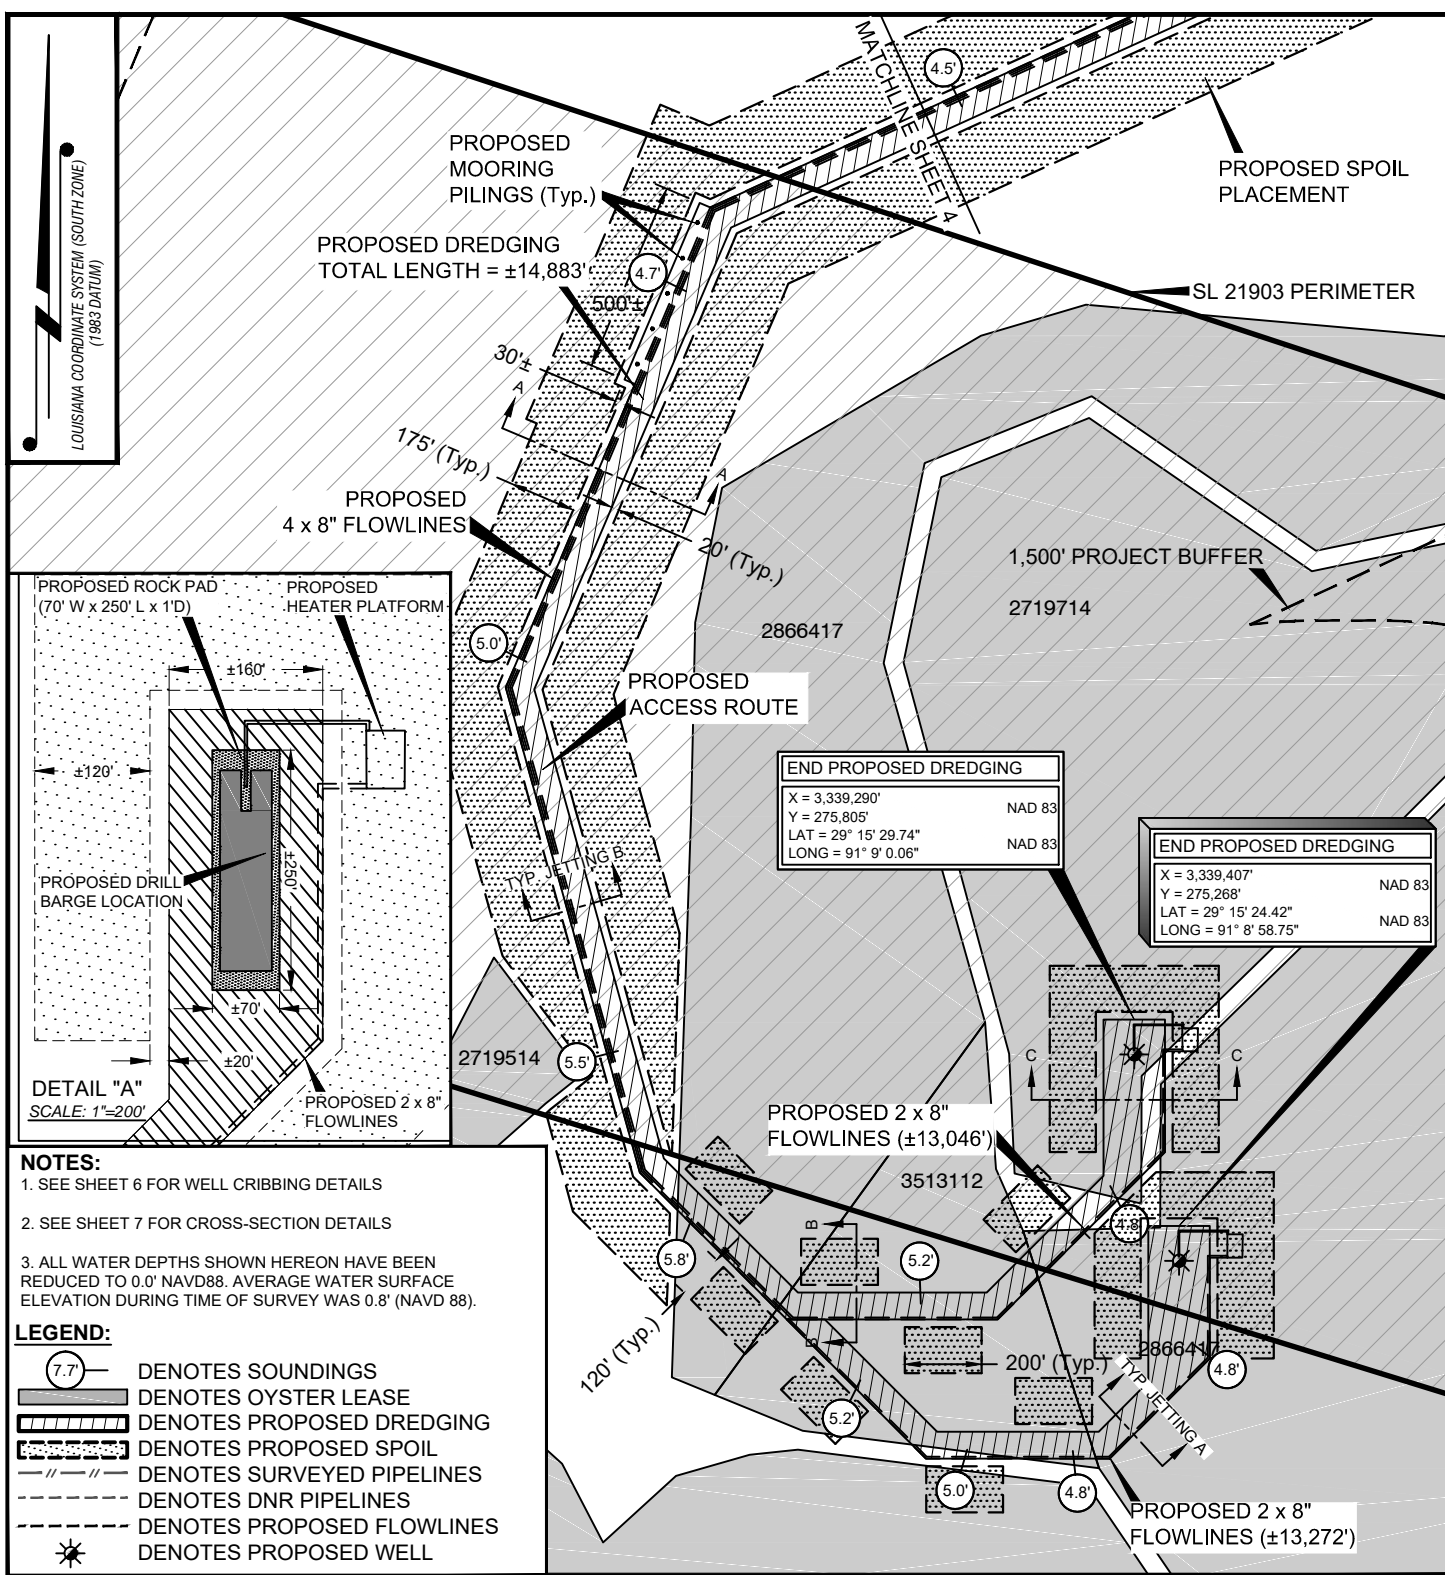 LOUISIANA COORDINATE SYSTEM (SOUTH ZONE)
(1983 DATUM)
MATCHLINE SHEET 4
4.5'
PROPOSED
MOORING
PILINGS (Typ.)
PROPOSED SPOIL
PLACEMENT
PROPOSED DREDGING
TOTAL LENGTH = ±14,883'
4.7'
500'±
SL 21903 PERIMETER
30'±
A
175' (Typ.)
A
PROPOSED
4 x 8" FLOWLINES
20' (Typ.)
1,500' PROJECT BUFFER
2719714
2866417
5.0'
PROPOSED
ACCESS ROUTE
PROPOSED ROCK PAD
(70' W x 250' L x 1'D)
PROPOSED
HEATER PLATFORM
±160'
±120'
±250'
PROPOSED DRILL
BARGE LOCATION
±70'
±20'
DETAIL "A"
SCALE: 1"=200'
PROPOSED 2 x 8"
FLOWLINES
END PROPOSED DREDGING
X = 3,339,290'
Y = 275,805'
NAD 83
LAT = 29° 15' 29.74"
LONG = 91° 9' 0.06"
NAD 83
END PROPOSED DREDGING
X = 3,339,407'
Y = 275,268'
NAD 83
LAT = 29° 15' 24.42"
LONG = 91° 8' 58.75"
NAD 83
TYP. JETTING B
2719514
5.5'
C
C
PROPOSED 2 x 8"
FLOWLINES (±13,046')
3513112
4.8'
B
5.8'
5.2'
120' (Typ.)
B
200' (Typ.)
2866417
4.8'
TYP. JETTING A
5.2'
5.0'
4.8'
PROPOSED 2 x 8"
FLOWLINES (±13,272')
NOTES:
1. SEE SHEET 6 FOR WELL CRIBBING DETAILS
2. SEE SHEET 7 FOR CROSS-SECTION DETAILS
3. ALL WATER DEPTHS SHOWN HEREON HAVE BEEN
REDUCED TO 0.0' NAVD88. AVERAGE WATER SURFACE
ELEVATION DURING TIME OF SURVEY WAS 0.8' (NAVD 88).
LEGEND:
7.7'
DENOTES SOUNDINGS
DENOTES OYSTER LEASE
DENOTES PROPOSED DREDGING
DENOTES PROPOSED SPOIL
DENOTES SURVEYED PIPELINES
DENOTES DNR PIPELINES
DENOTES PROPOSED FLOWLINES
DENOTES PROPOSED WELL